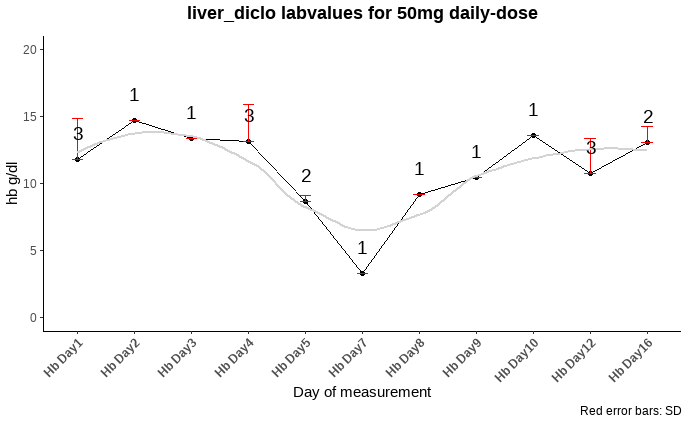 liver_diclo labvalues for 50mg daily-dose
hb g/dl
20
15
10
5
0
3
1
1
3
2
1
1
1
1
3
2
Hb Day1
Hb Day2
Hb Day3
Hb Day4
Hb Day5
Hb Day7
Hb Day8
Hb Day9
Hb Day10
Hb Day12
Hb Day16
Day of measurement
Red error bars: SD